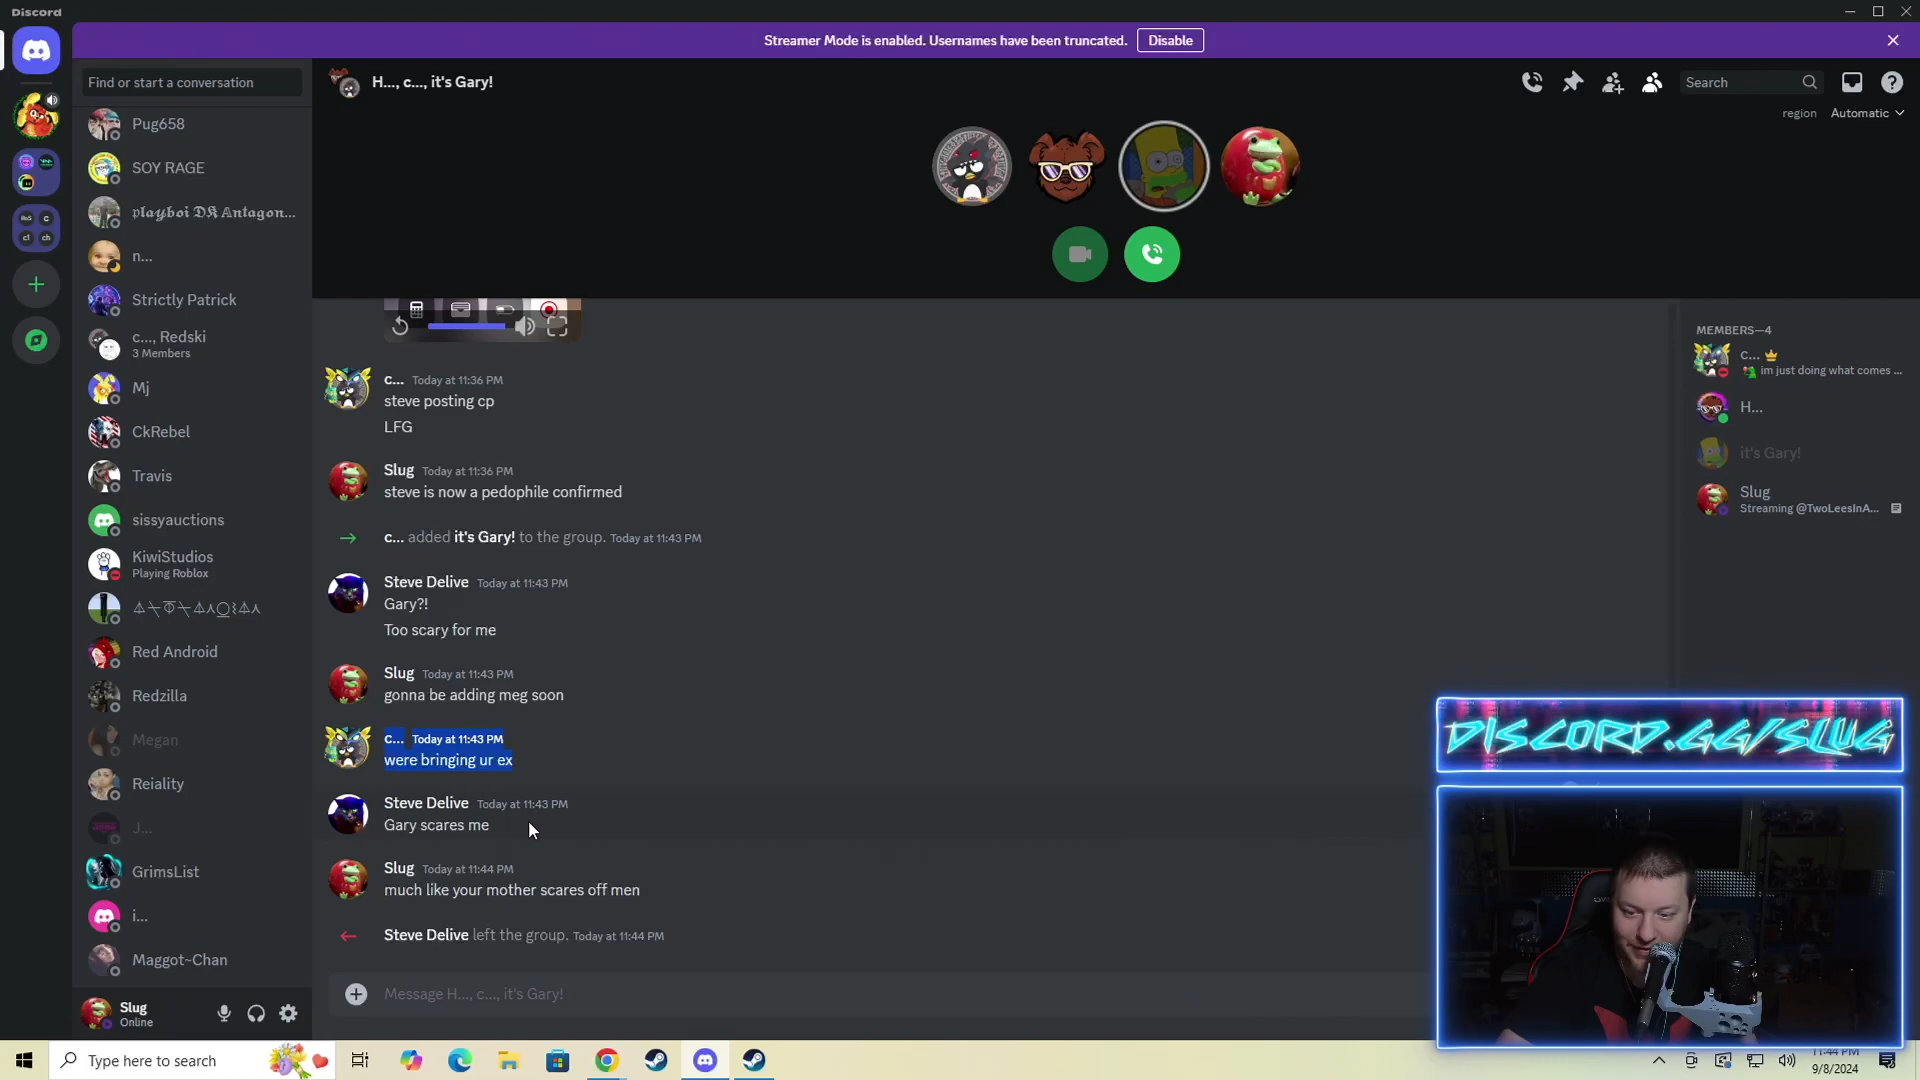 Discord
Streamer Mode is enabled. Usernames have been truncated.
Disable
Find or start a conversation
H..., c..., it's Gary!
Search
region
Automatic
Pug658
SOY RAGE
n...
Strictly Patrick
c..., Redski
3 Members
Mj
CkRebel
Travis
sissyauctions
KiwiStudios
Playing Roblox
Red Android
Redzilla
Megan
Reiality
J...
GrimsList
i...
Maggot~Chan
Slug
Online
c... Today at 11:36 PM
steve posting cp
LFG
Slug Today at 11:36 PM
steve is now a pedophile confirmed
c... added it's Gary! to the group. Today at 11:43 PM
Steve Delive Today at 11:43 PM
Gary?!
Too scary for me
Slug Today at 11:43 PM
gonna be adding meg soon
c... Today at 11:43 PM
were bringing ur ex
Steve Delive Today at 11:43 PM
Gary scares me
Slug Today at 11:44 PM
much like your mother scares off men
Steve Delive left the group. Today at 11:44 PM
Message H..., c..., it's Gary!
MEMBERS—4
c...
im just doing what comes ...
H...
it's Gary!
Slug
Streaming @TwoLeesInA...
DISCORD.GG/SLUG
Type here to search
11:44 PM
9/8/2024